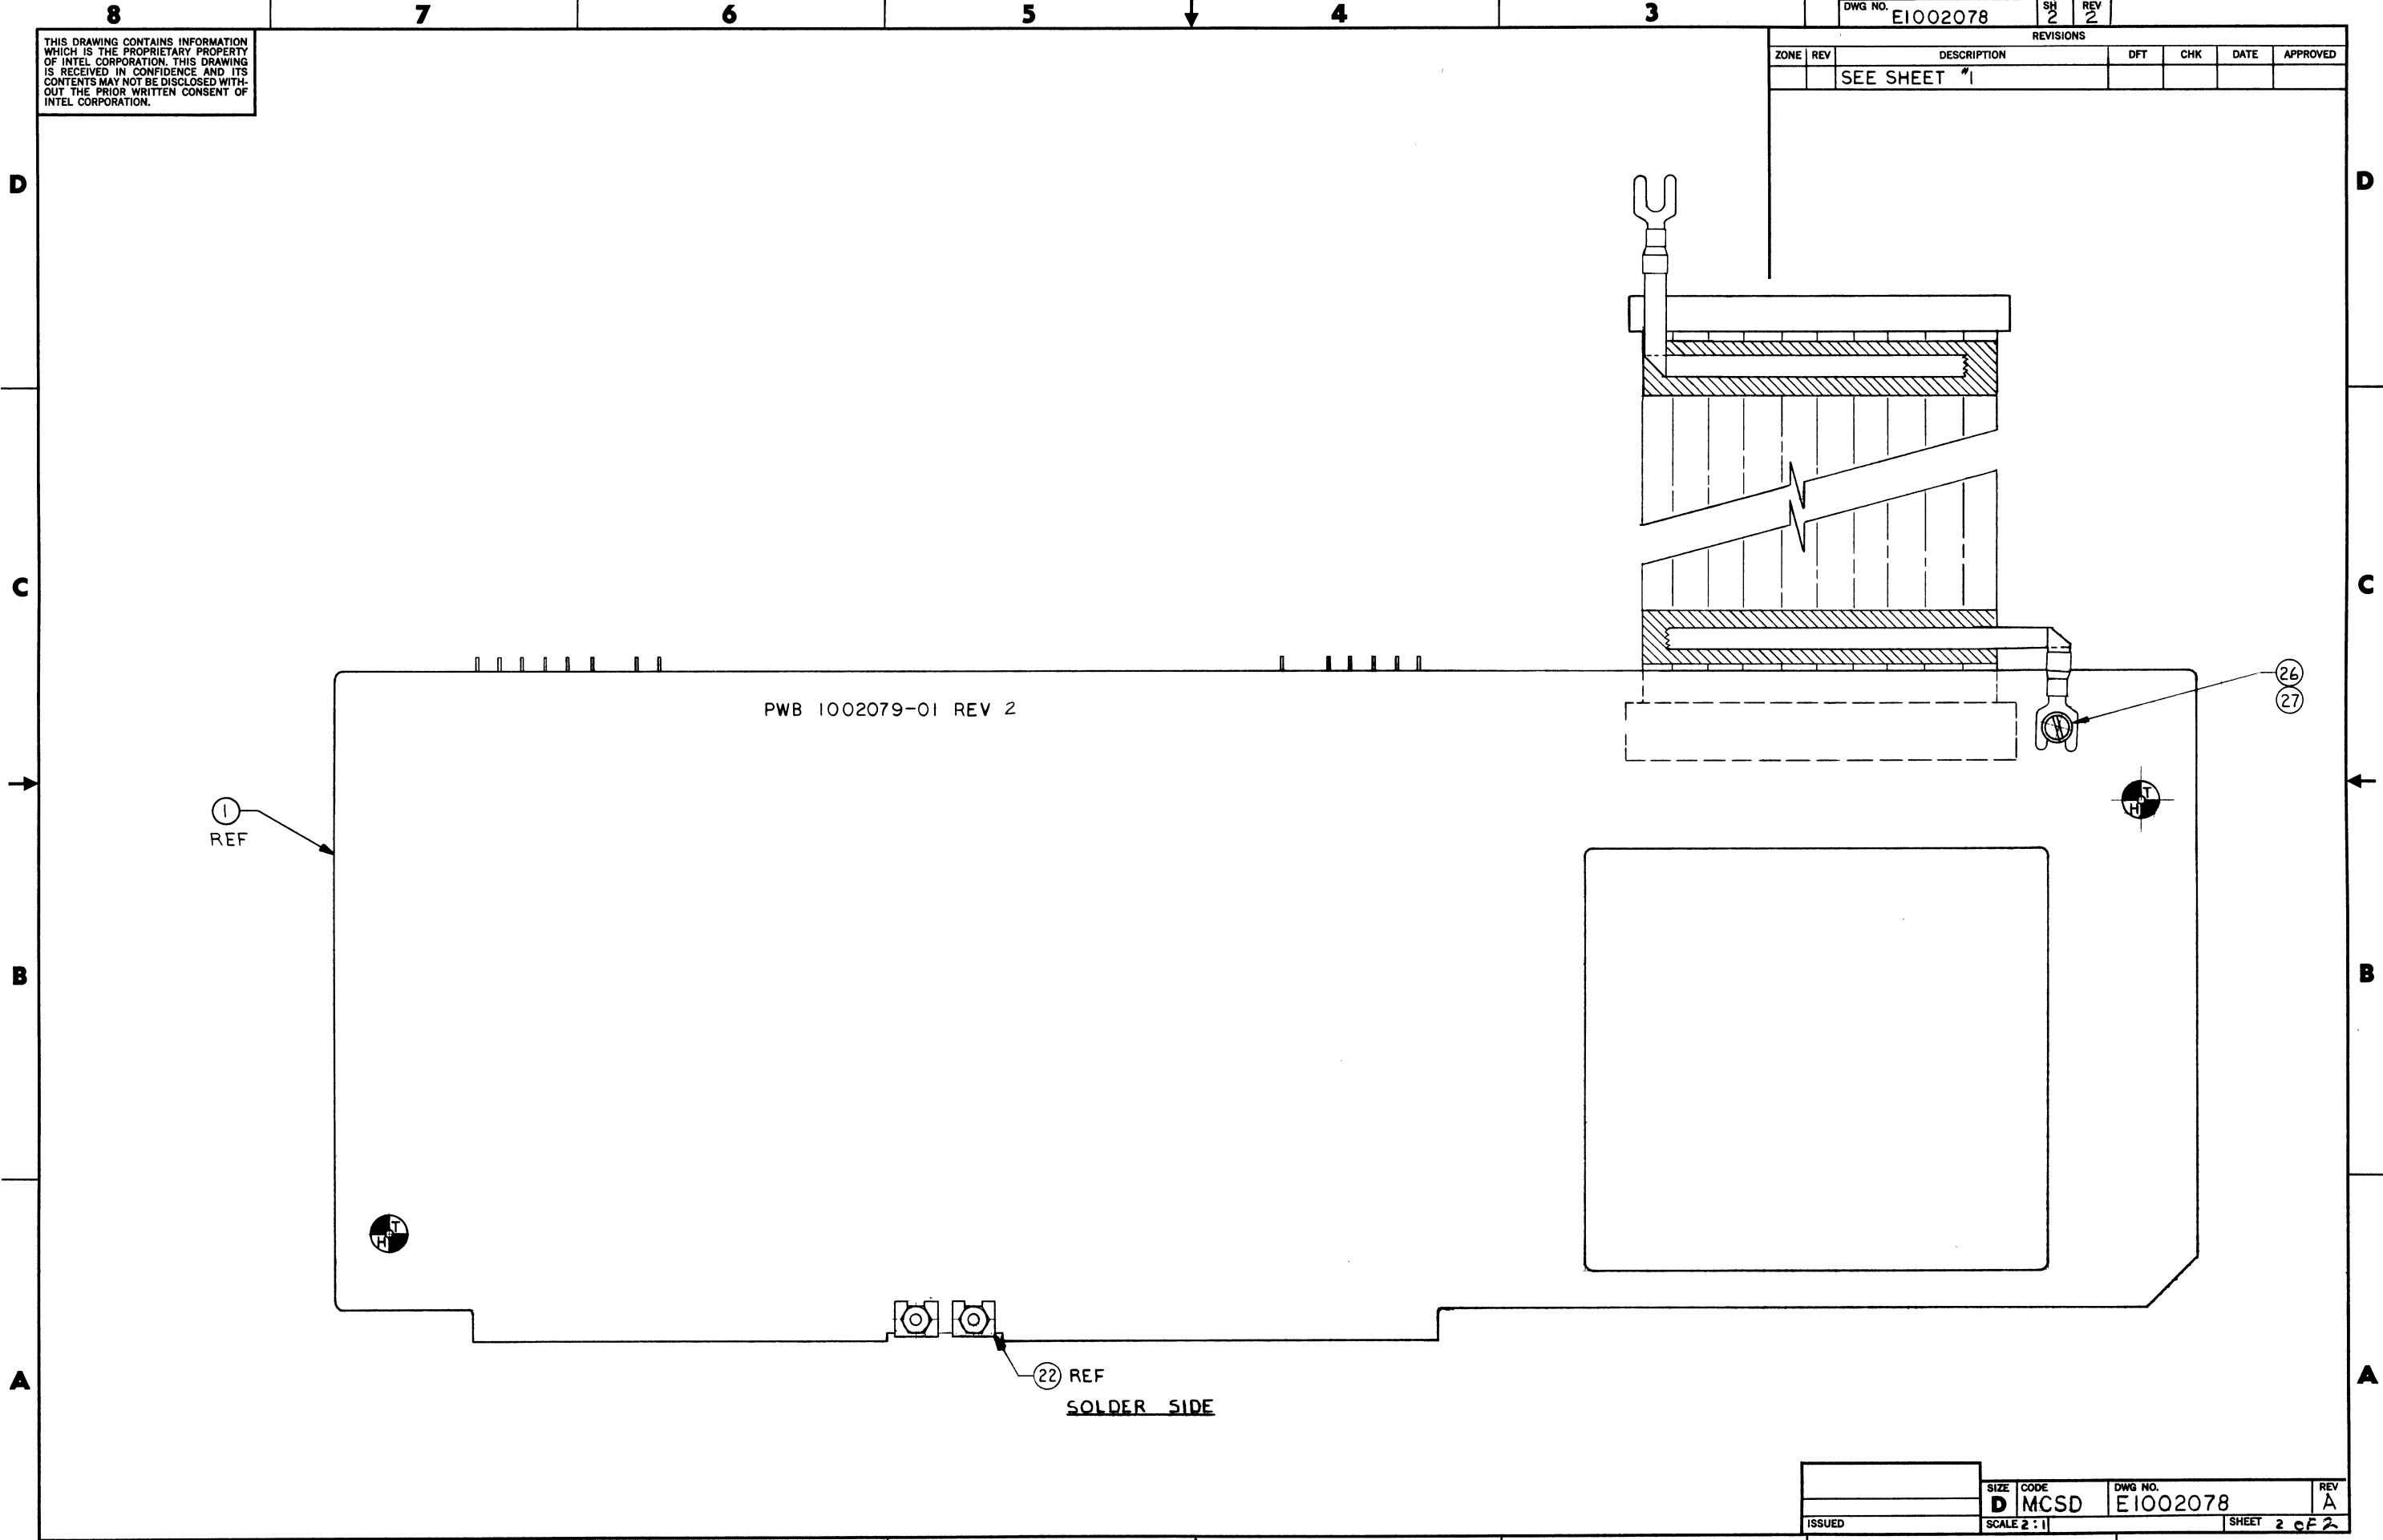 8 7 6 5 4 3
DWG NO. E1002078 SH 2 REV 2
THIS DRAWING CONTAINS INFORMATION
WHICH IS THE PROPRIETARY PROPERTY
OF INTEL CORPORATION. THIS DRAWING
IS RECEIVED IN CONFIDENCE AND ITS
CONTENTS MAY NOT BE DISCLOSED WITH-
OUT THE PRIOR WRITTEN CONSENT OF
INTEL CORPORATION.
REVISIONS
ZONE REV DESCRIPTION DFT CHK DATE APPROVED
SEE SHEET #1
D D
C C
26
27
PWB 1002079-01 REV 2
1
REF
T
H
B B
T
H
22 REF
SOLDER SIDE
A A
SIZE D CODE MCSD DWG NO. E1002078 REV A
ISSUED SCALE 2:1 SHEET 2 OF 2